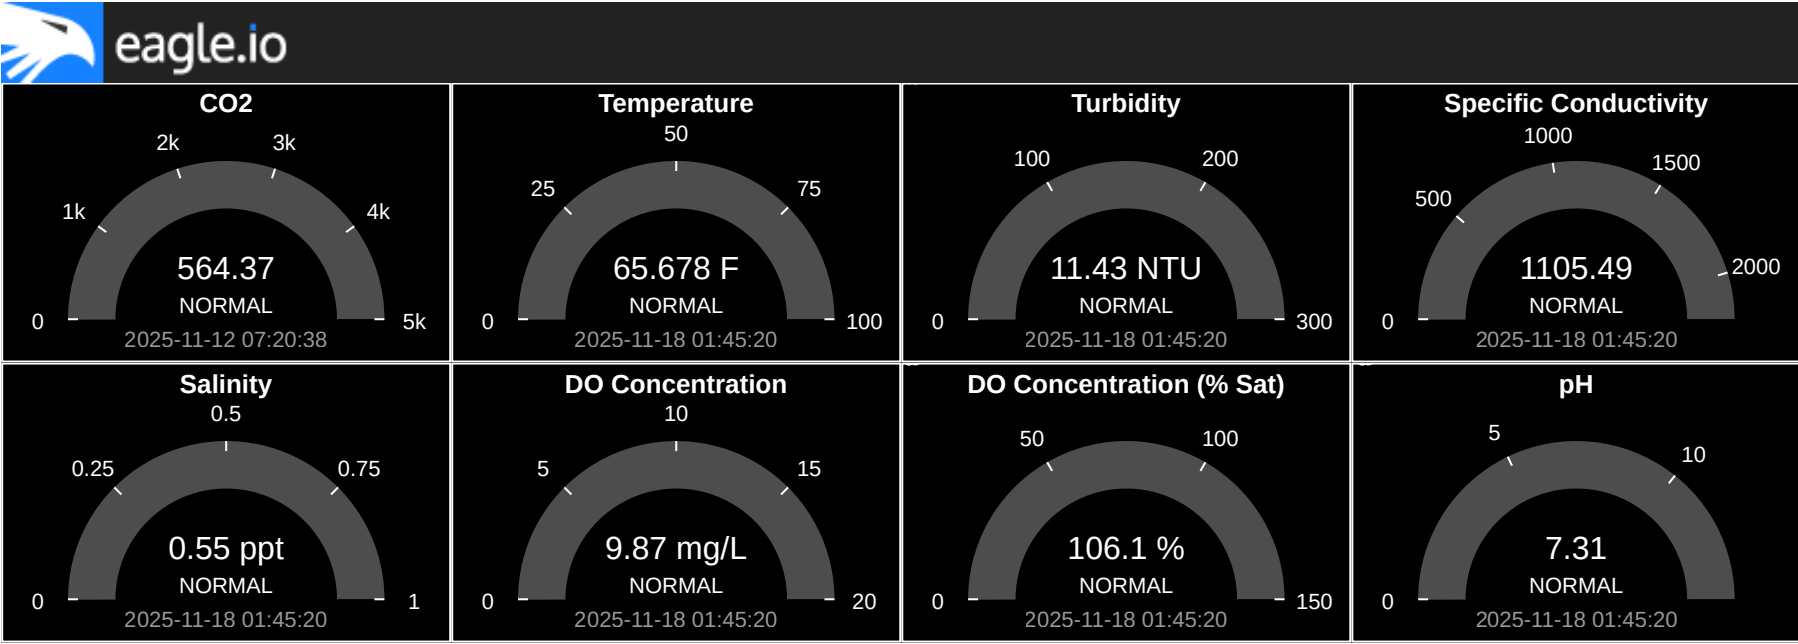 eagle.io
CO2
2k 3k
1k 4k
564.37
NORMAL
0 5k
2025-11-12 07:20:38
Temperature
50
25 75
65.678 F
NORMAL
0 100
2025-11-18 01:45:20
Turbidity
100 200
11.43 NTU
NORMAL
0 300
2025-11-18 01:45:20
Specific Conductivity
1000
1500
500
2000
1105.49
NORMAL
0
2025-11-18 01:45:20
Salinity
0.5
0.25 0.75
0.55 ppt
NORMAL
0 1
2025-11-18 01:45:20
DO Concentration
10
5 15
9.87 mg/L
NORMAL
0 20
2025-11-18 01:45:20
DO Concentration (% Sat)
50 100
106.1 %
NORMAL
0 150
2025-11-18 01:45:20
pH
5
10
7.31
NORMAL
0
2025-11-18 01:45:20